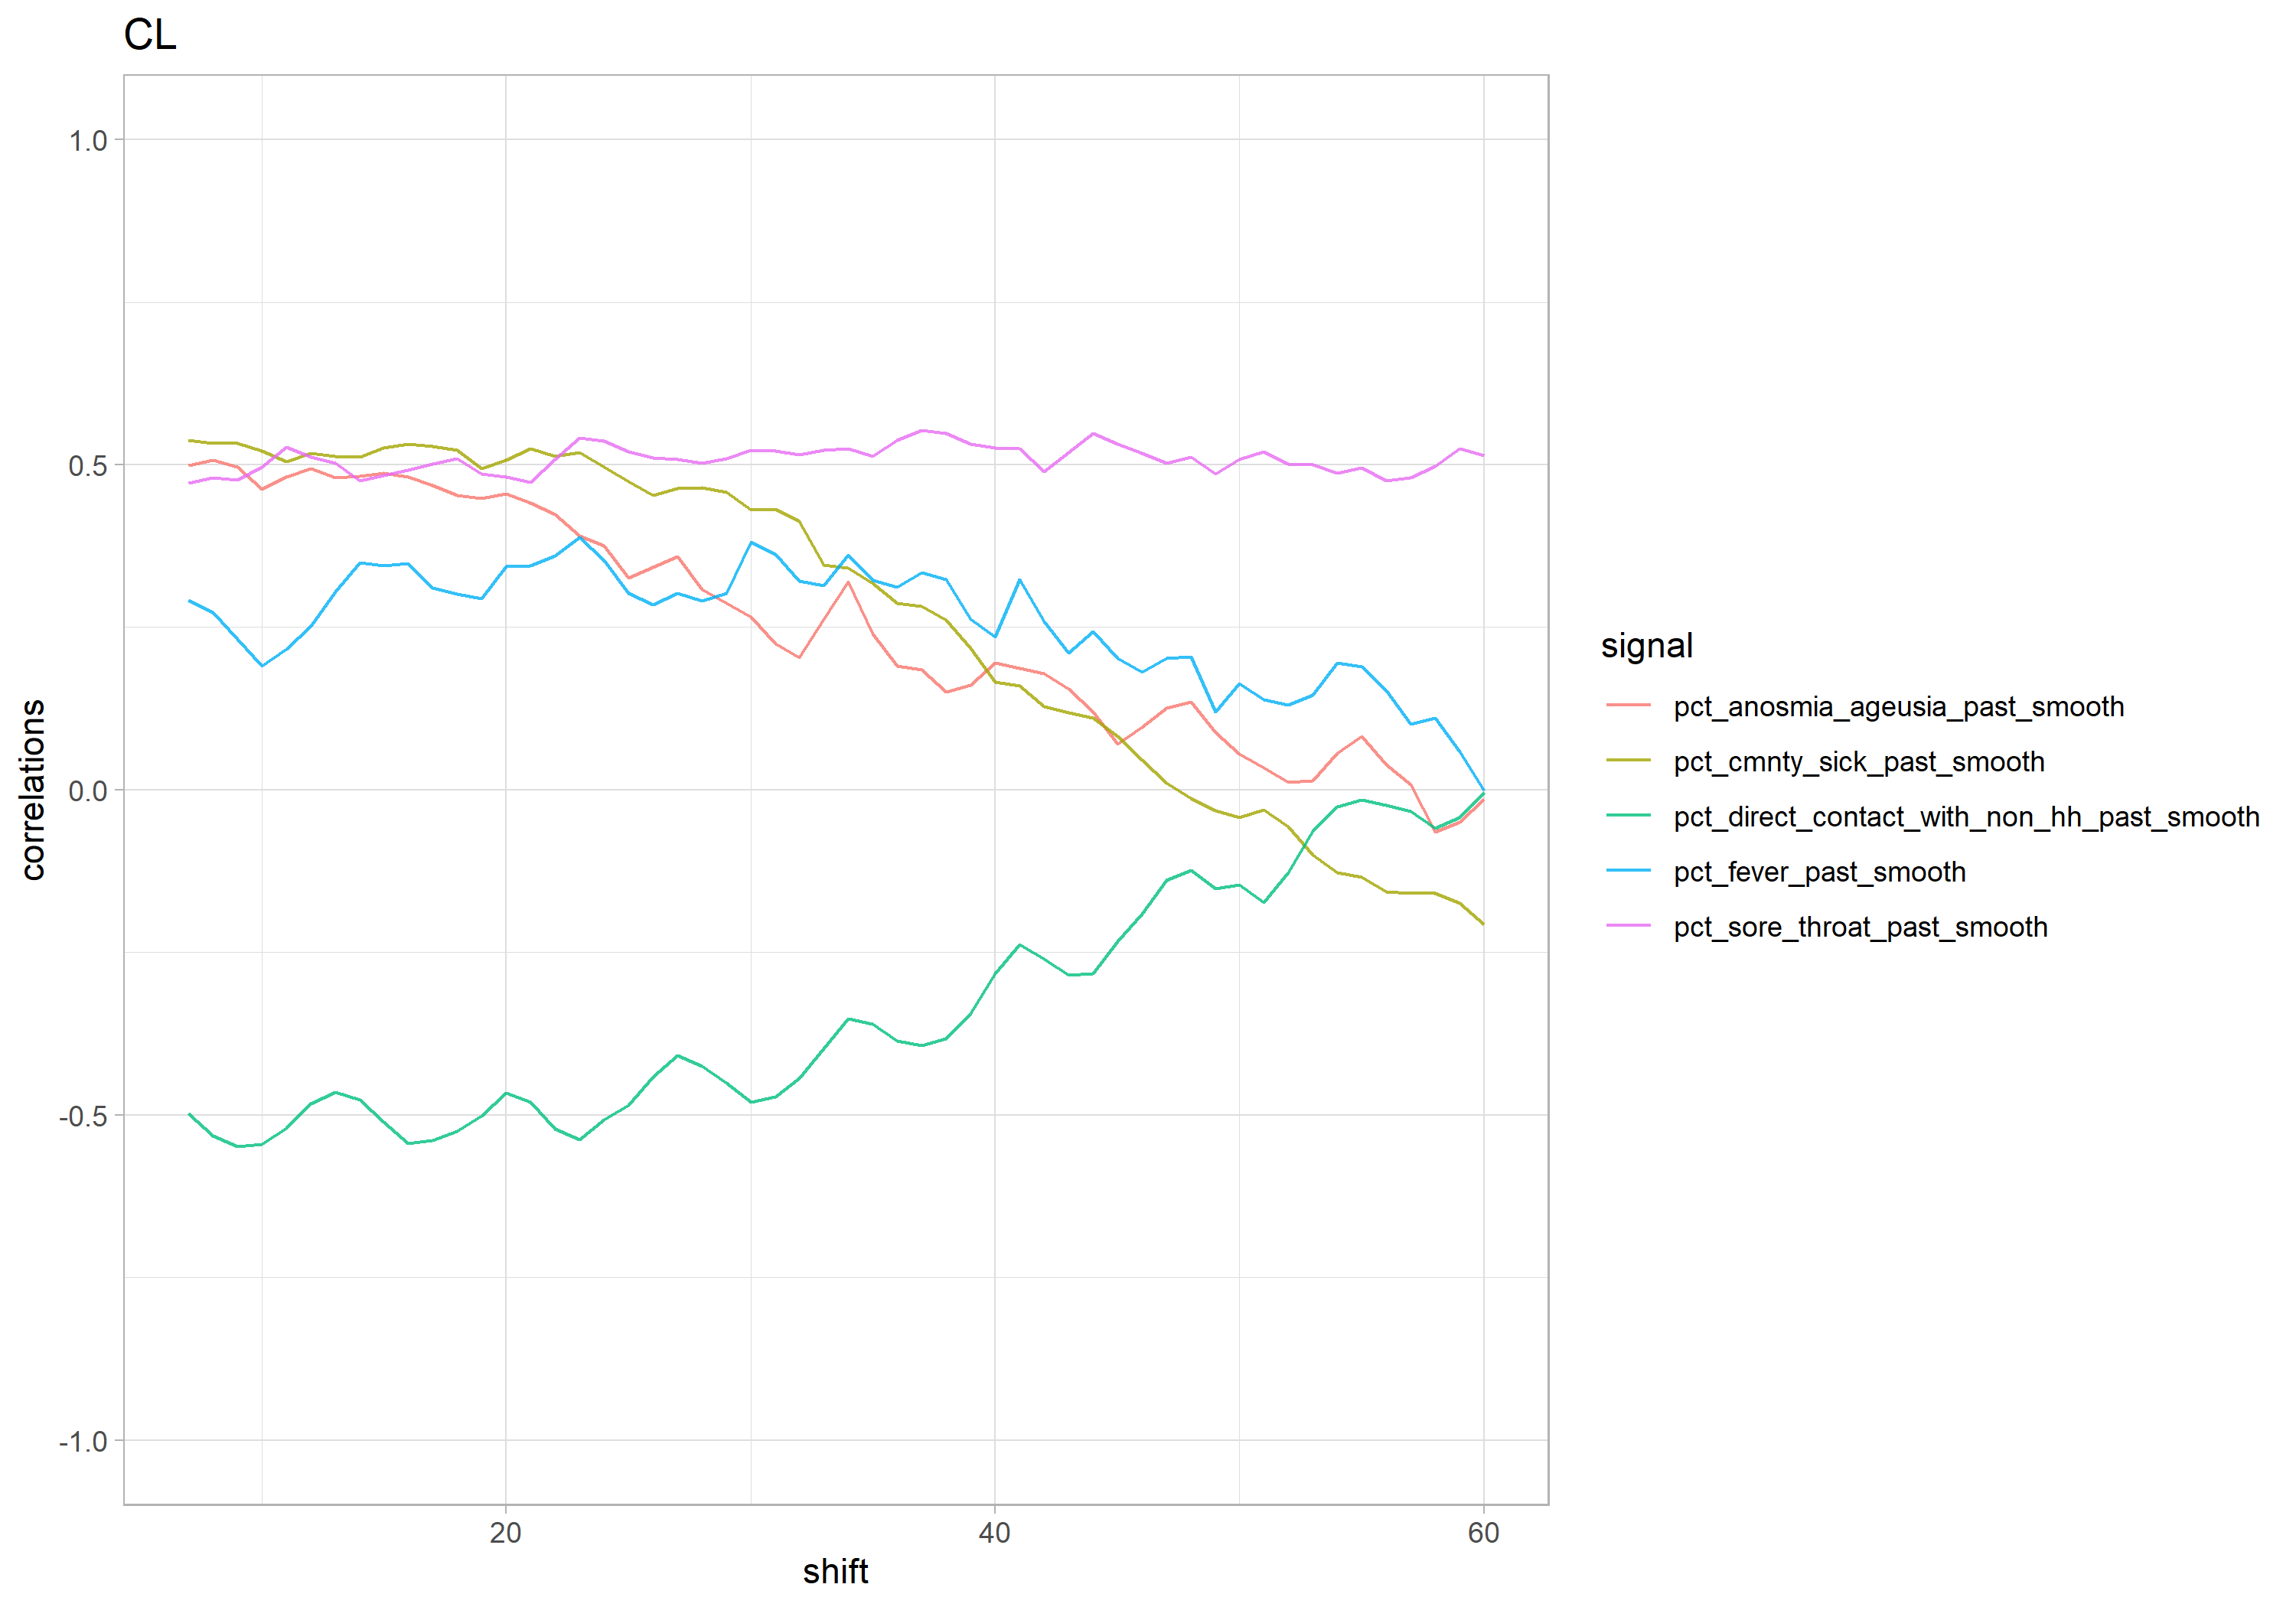 CL
1.0
0.5
0.0
-0.5
-1.0
correlations
20 40 60
shift
signal
pct_anosmia_ageusia_past_smooth
pct_cmnty_sick_past_smooth
pct_direct_contact_with_non_hh_past_smooth
pct_fever_past_smooth
pct_sore_throat_past_smooth